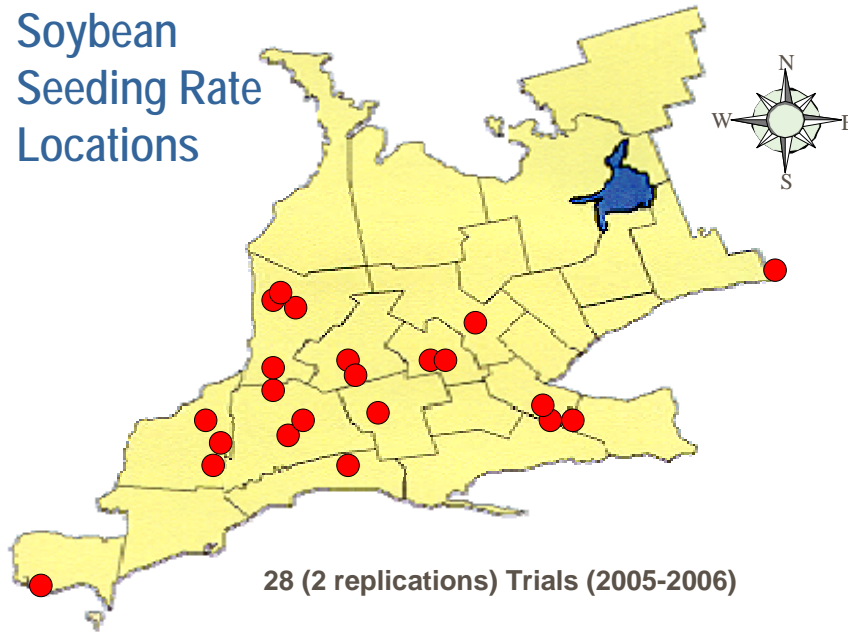 Soybean
Seeding Rate
Locations
N
W
E
S
28 (2 replications) Trials (2005-2006)